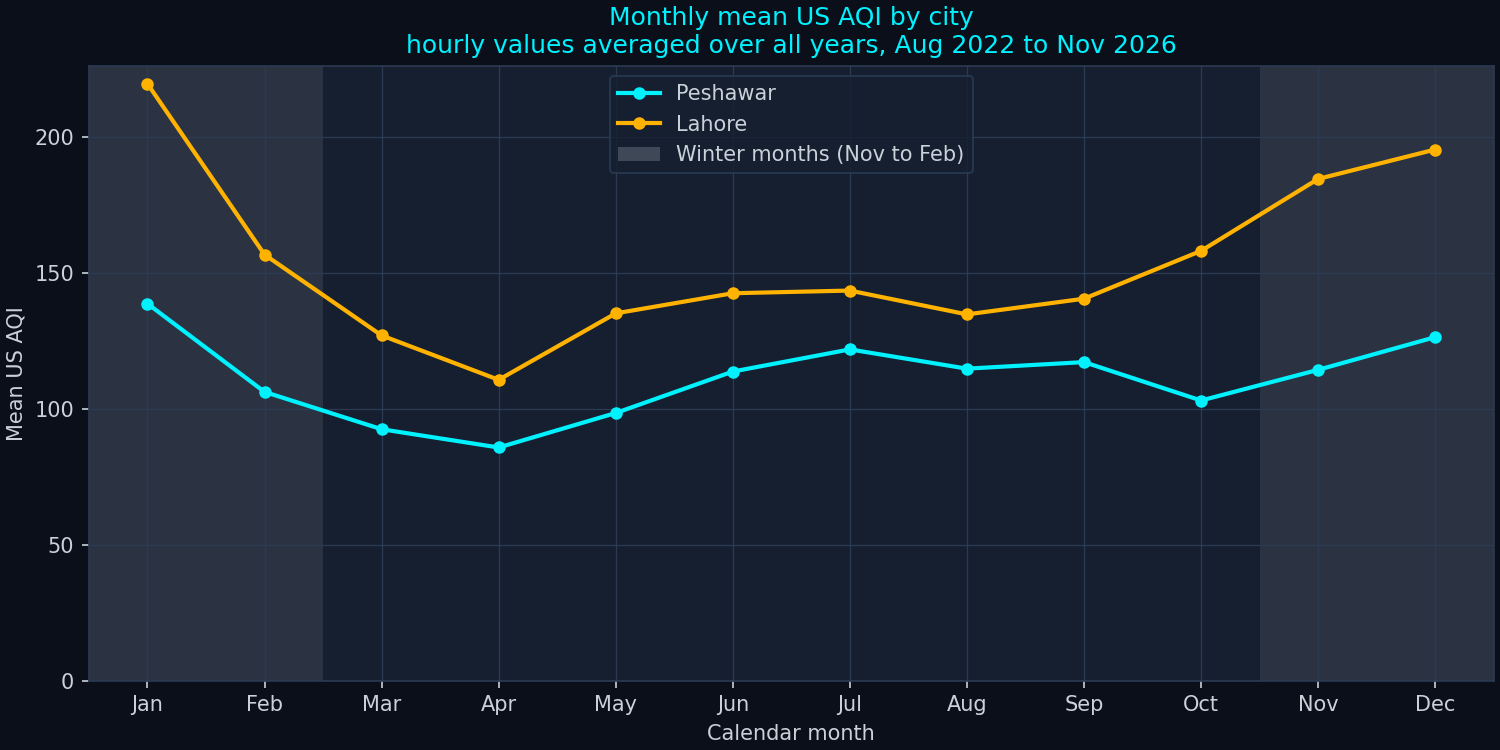 Monthly mean US AQI by city
hourly values averaged over all years, Aug 2022 to Nov 2026
Peshawar
Lahore
Winter months (Nov to Feb)
Mean US AQI
200
150
100
50
0
Jan Feb Mar Apr May Jun Jul Aug Sep Oct Nov Dec
Calendar month